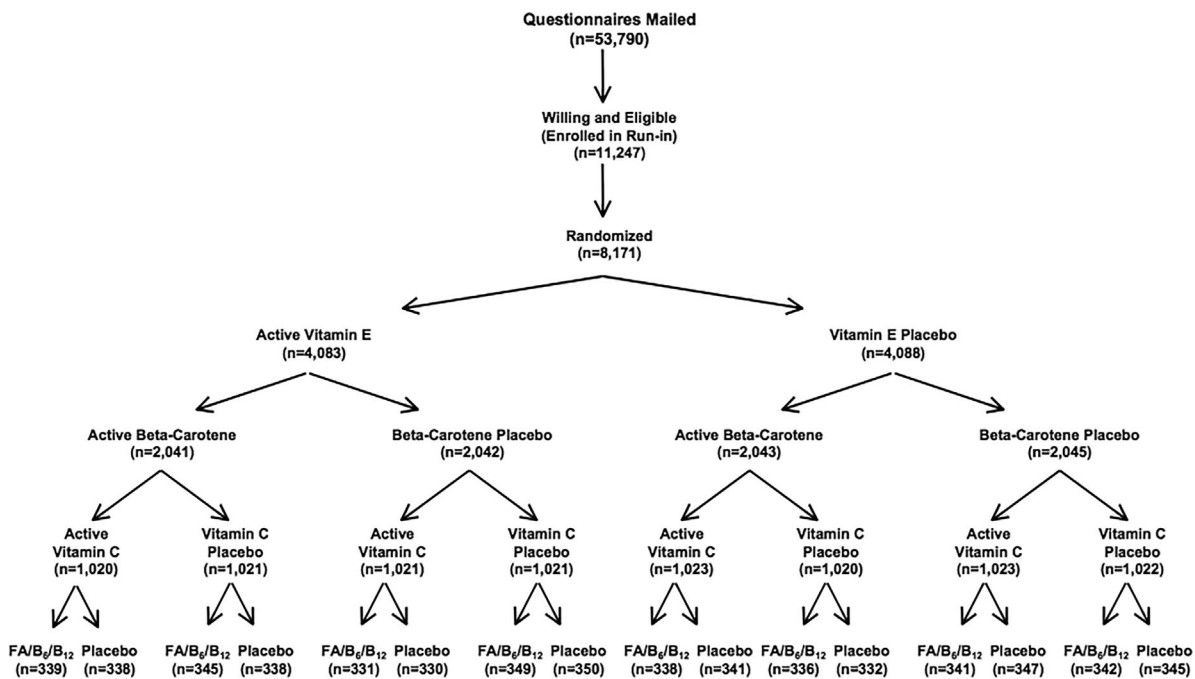 Questionnaires Mailed
(n=53,790)
Willing and Eligible
(Enrolled in Run-in)
(n=11,247)
Randomized
(n=8,171)
Active Vitamin E
(n=4,083)
Vitamin E Placebo
(n=4,088)
Active Beta-Carotene
(n=2,041)
Beta-Carotene Placebo
(n=2,042)
Active Beta-Carotene
(n=2,043)
Beta-Carotene Placebo
(n=2,045)
Active
Vitamin C
(n=1,020)
Vitamin C
Placebo
(n=1,021)
Active
Vitamin C
(n=1,021)
Vitamin C
Placebo
(n=1,021)
Active
Vitamin C
(n=1,023)
Vitamin C
Placebo
(n=1,020)
Active
Vitamin C
(n=1,023)
Vitamin C
Placebo
(n=1,022)
FA/B₆/B₁₂
(n=339)
Placebo
(n=338)
FA/B₆/B₁₂
(n=345)
Placebo
(n=338)
FA/B₆/B₁₂
(n=331)
Placebo
(n=330)
FA/B₆/B₁₂
(n=349)
Placebo
(n=350)
FA/B₆/B₁₂
(n=338)
Placebo
(n=341)
FA/B₆/B₁₂
(n=336)
Placebo
(n=332)
FA/B₆/B₁₂
(n=341)
Placebo
(n=347)
FA/B₆/B₁₂
(n=342)
Placebo
(n=345)